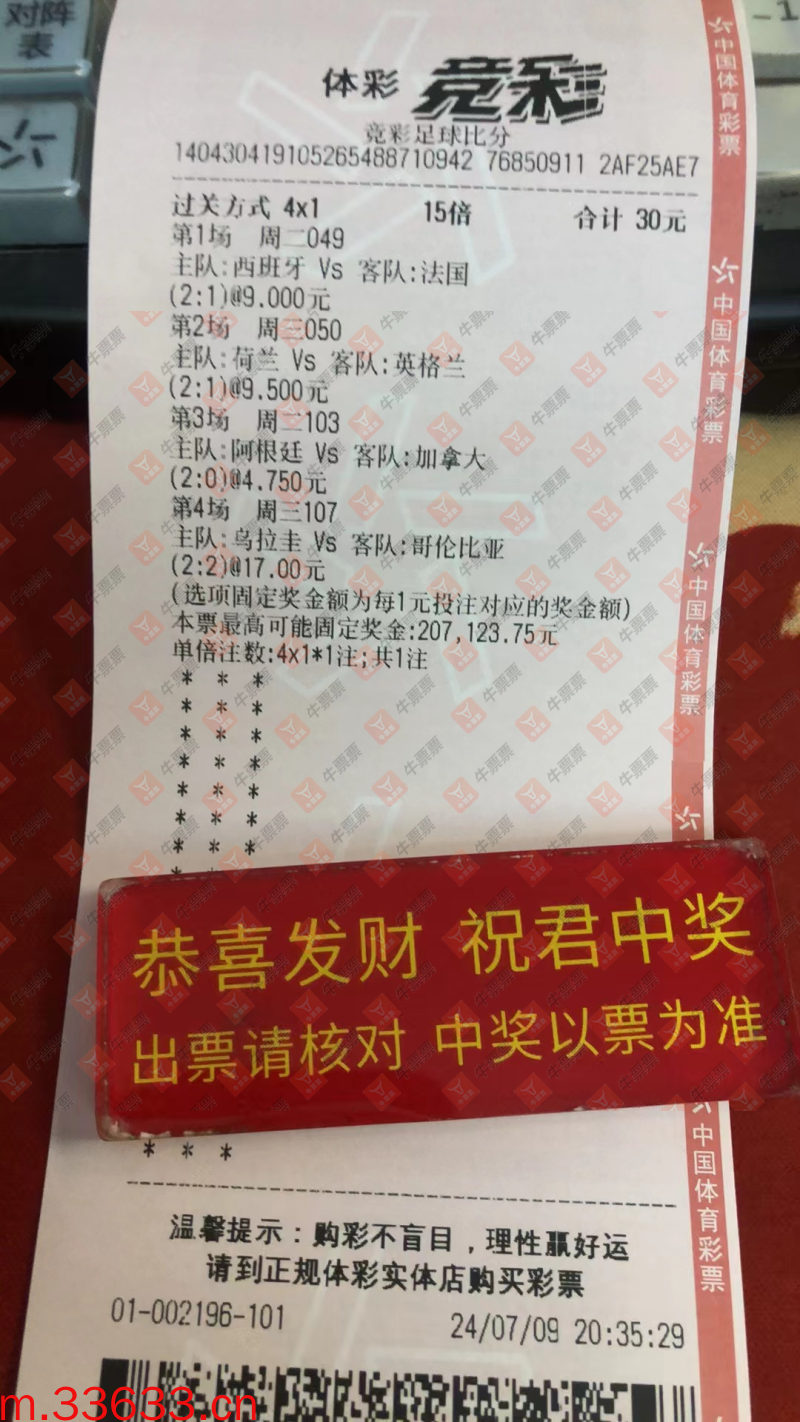 对阵
表
-1
体彩 竞彩
竞彩足球比分
140430419105265488710942 76850911 2AF25AE7
过关方式 4x1 15倍 合计 30元
第1场 周二049
主队:西班牙 Vs 客队:法国
(2:1)@9.000元
第2场 周三050
主队:荷兰 Vs 客队:英格兰
(2:1)@9.500元
第3场 周二103
主队:阿根廷 Vs 客队:加拿大
(2:0)@4.750元
第4场 周三107
主队:乌拉圭 Vs 客队:哥伦比亚
(2:2)@17.00元
(选项固定奖金额为每1元投注对应的奖金额)
本票最高可能固定奖金:207,123.75元
单倍注数:4x1*1注;共1注
* * *
* * *
* * *
* * *
* * *
* * *
* * *
恭喜发财 祝君中奖
出票请核对 中奖以票为准
* * *
温馨提示：购彩不盲目，理性赢好运
请到正规体彩实体店购买彩票
01-002196-101 24/07/09 20:35:29
中国体育彩票
中国体育彩票
中国体育彩票
中国体育彩票
牛票票
m.33633.cn